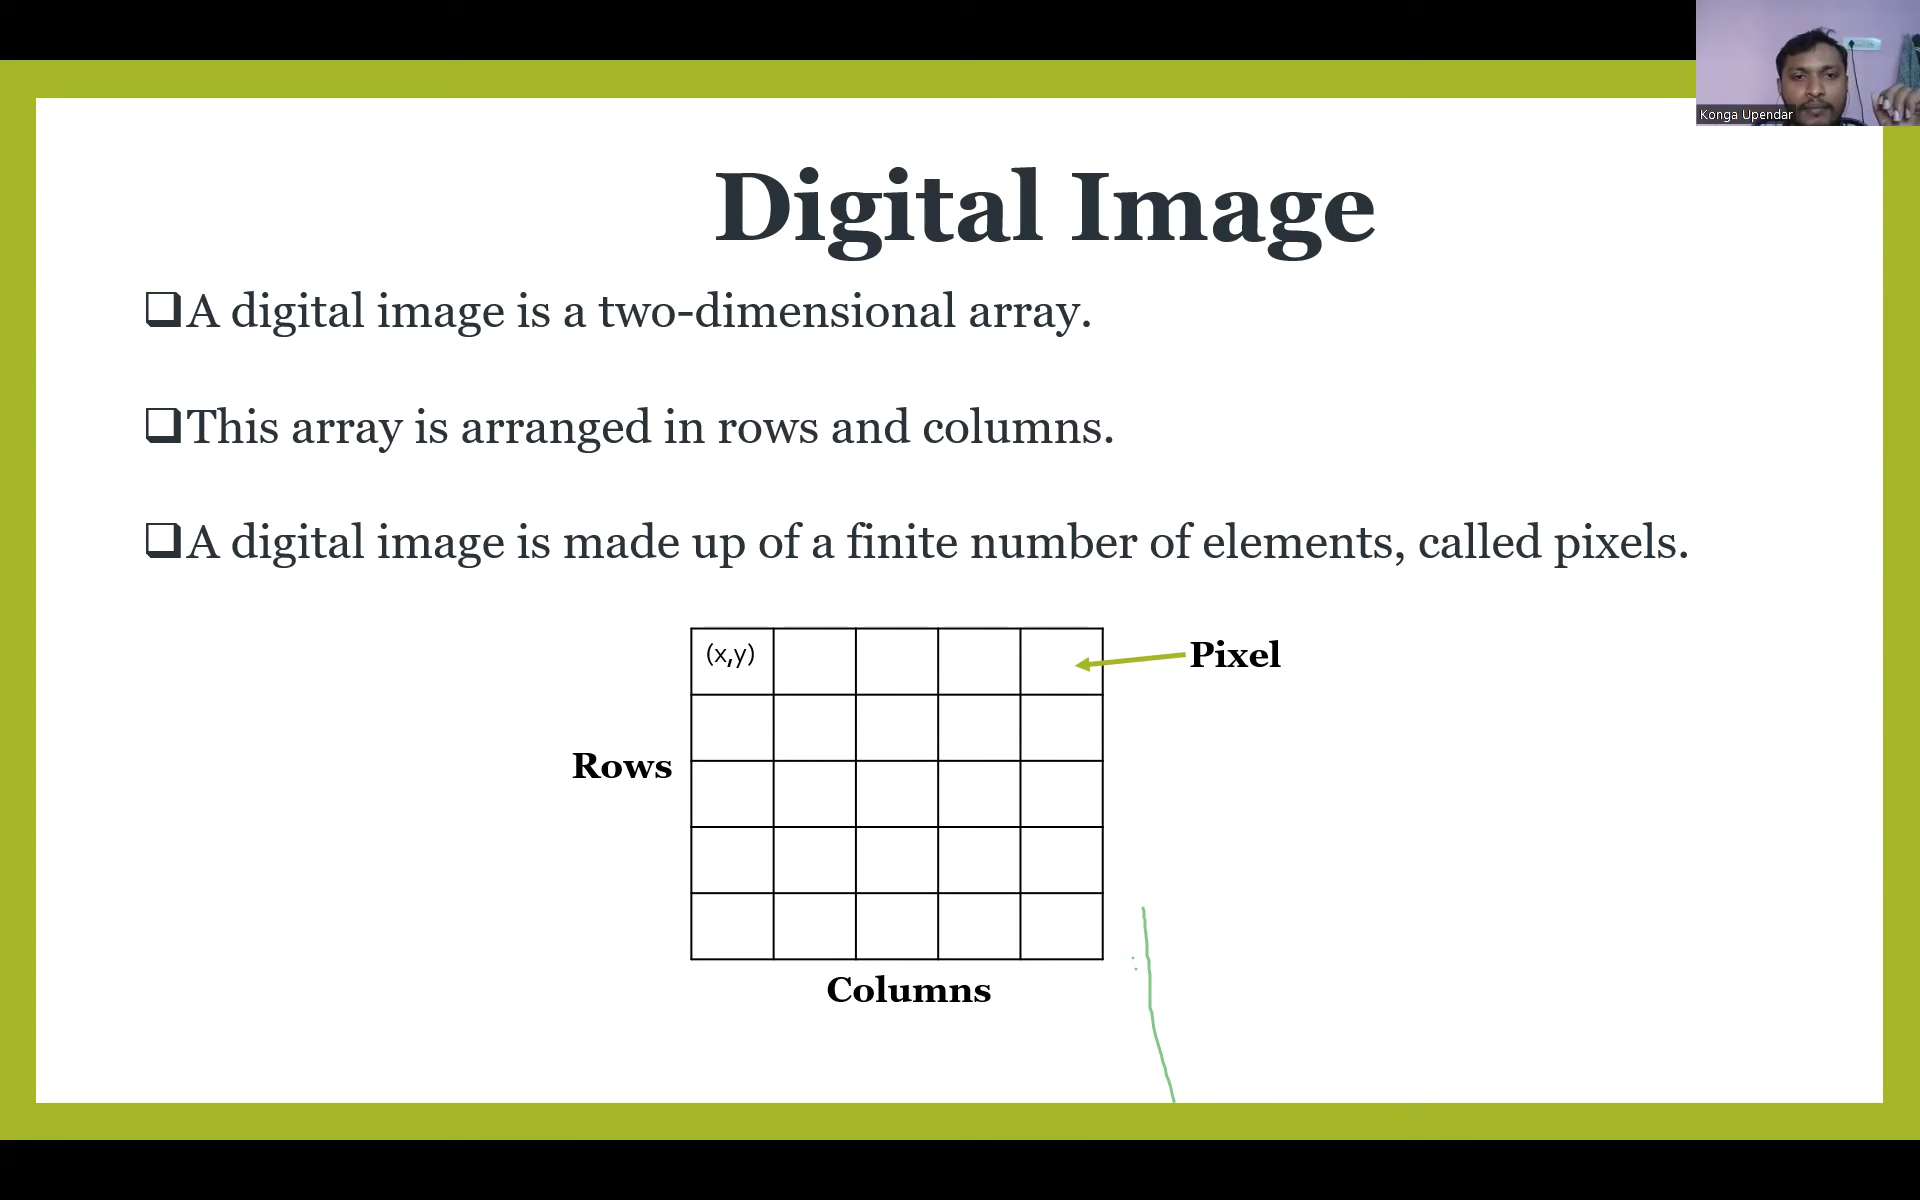 Konga Upendar
Digital Image
❑A digital image is a two-dimensional array.
❑This array is arranged in rows and columns.
❑A digital image is made up of a finite number of elements, called pixels.
(x,y)
Pixel
Rows
Columns